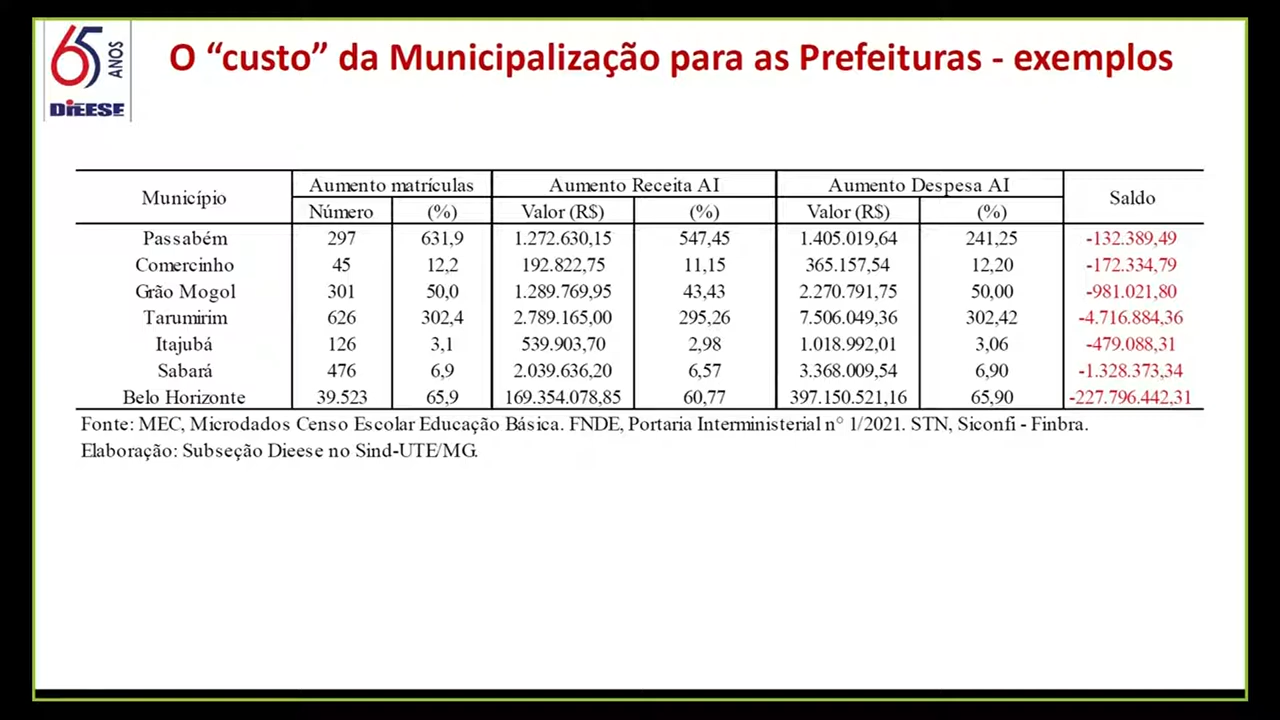 65 ANOS
DIEESE
O “custo” da Municipalização para as Prefeituras - exemplos
Município Aumento matrículas Aumento Receita AI Aumento Despesa AI Saldo
Número (%) Valor (R$) (%) Valor (R$) (%)
Passabém 297 631,9 1.272.630,15 547,45 1.405.019,64 241,25 -132.389,49
Comercinho 45 12,2 192.822,75 11,15 365.157,54 12,20 -172.334,79
Grão Mogol 301 50,0 1.289.769,95 43,43 2.270.791,75 50,00 -981.021,80
Tarumirim 626 302,4 2.789.165,00 295,26 7.506.049,36 302,42 -4.716.884,36
Itajubá 126 3,1 539.903,70 2,98 1.018.992,01 3,06 -479.088,31
Sabará 476 6,9 2.039.636,20 6,57 3.368.009,54 6,90 -1.328.373,34
Belo Horizonte 39.523 65,9 169.354.078,85 60,77 397.150.521,16 65,90 -227.796.442,31
Fonte: MEC, Microdados Censo Escolar Educação Básica. FNDE, Portaria Interministerial n° 1/2021. STN, Siconfi - Finbra.
Elaboração: Subseção Dieese no Sind-UTE/MG.